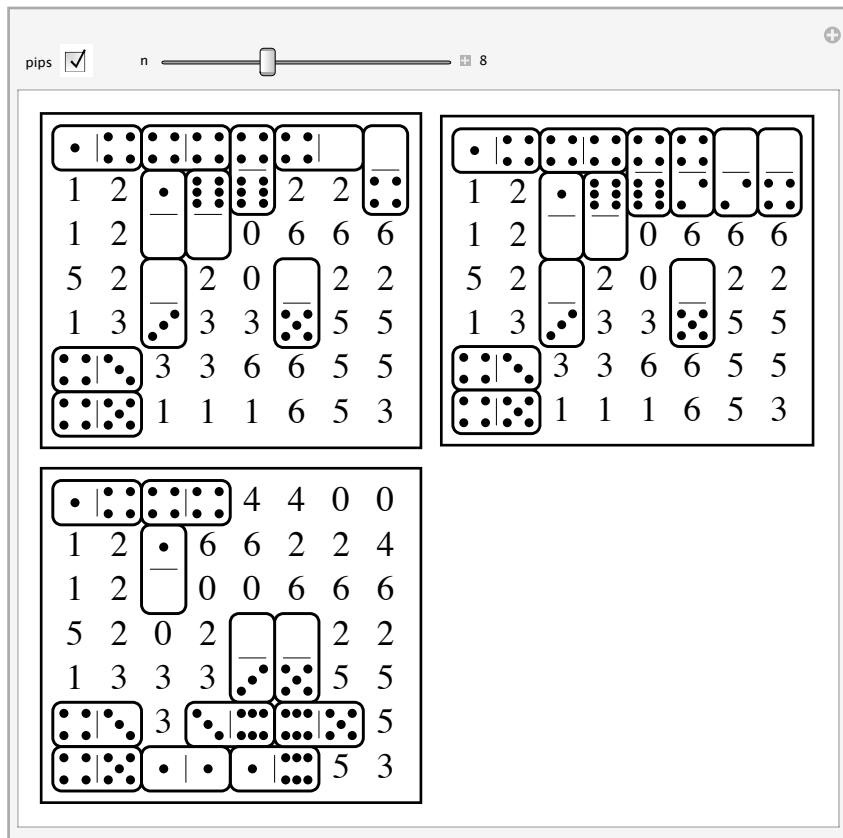 pips n 8
1 2 2 2
1 2 0 6 6 6
5 2 2 0 2 2
1 3 3 3 5 5
3 3 6 6 5 5
1 1 1 6 5 3
1 2
1 2 0 6 6 6
5 2 2 0 2 2
1 3 3 3 5 5
3 3 6 6 5 5
1 1 1 6 5 3
4 4 0 0
1 2 6 6 2 2 4
1 2 0 0 6 6 6
5 2 0 2 2 2
1 3 3 3 5 5
3 5
5 3